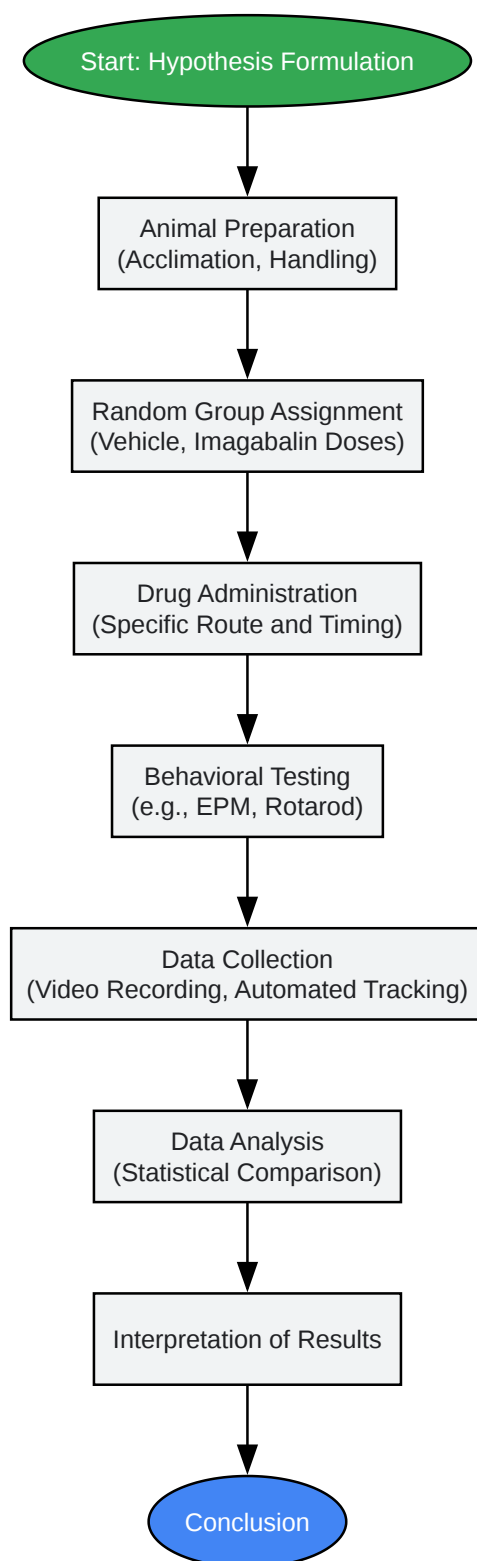 Start: Hypothesis Formulation
Animal Preparation
(Acclimation, Handling)
Random Group Assignment
(Vehicle, Imagabalin Doses)
Drug Administration
(Specific Route and Timing)
Behavioral Testing
(e.g., EPM, Rotarod)
Data Collection
(Video Recording, Automated Tracking)
Data Analysis
(Statistical Comparison)
Interpretation of Results
Conclusion